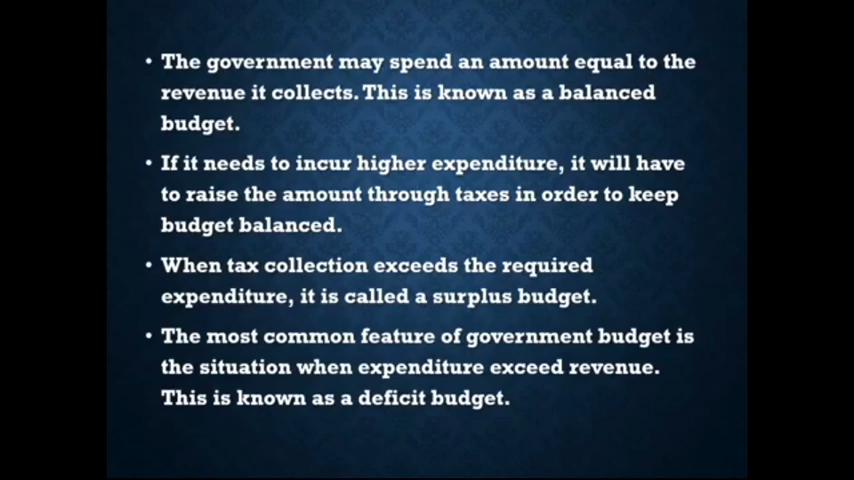 • The government may spend an amount equal to the
revenue it collects. This is known as a balanced
budget.
• If it needs to incur higher expenditure, it will have
to raise the amount through taxes in order to keep
budget balanced.
• When tax collection exceeds the required
expenditure, it is called a surplus budget.
• The most common feature of government budget is
the situation when expenditure exceed revenue.
This is known as a deficit budget.